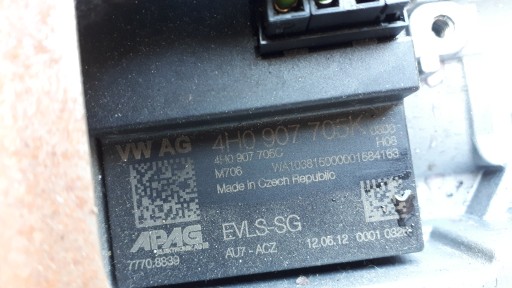 VW AG 4H0 907 705K
4H0 907 705C H06
M706
Made in Czech Republic
APAG EVLS-SG
7770.8839 AU7-ACZ 12.06.12 0001